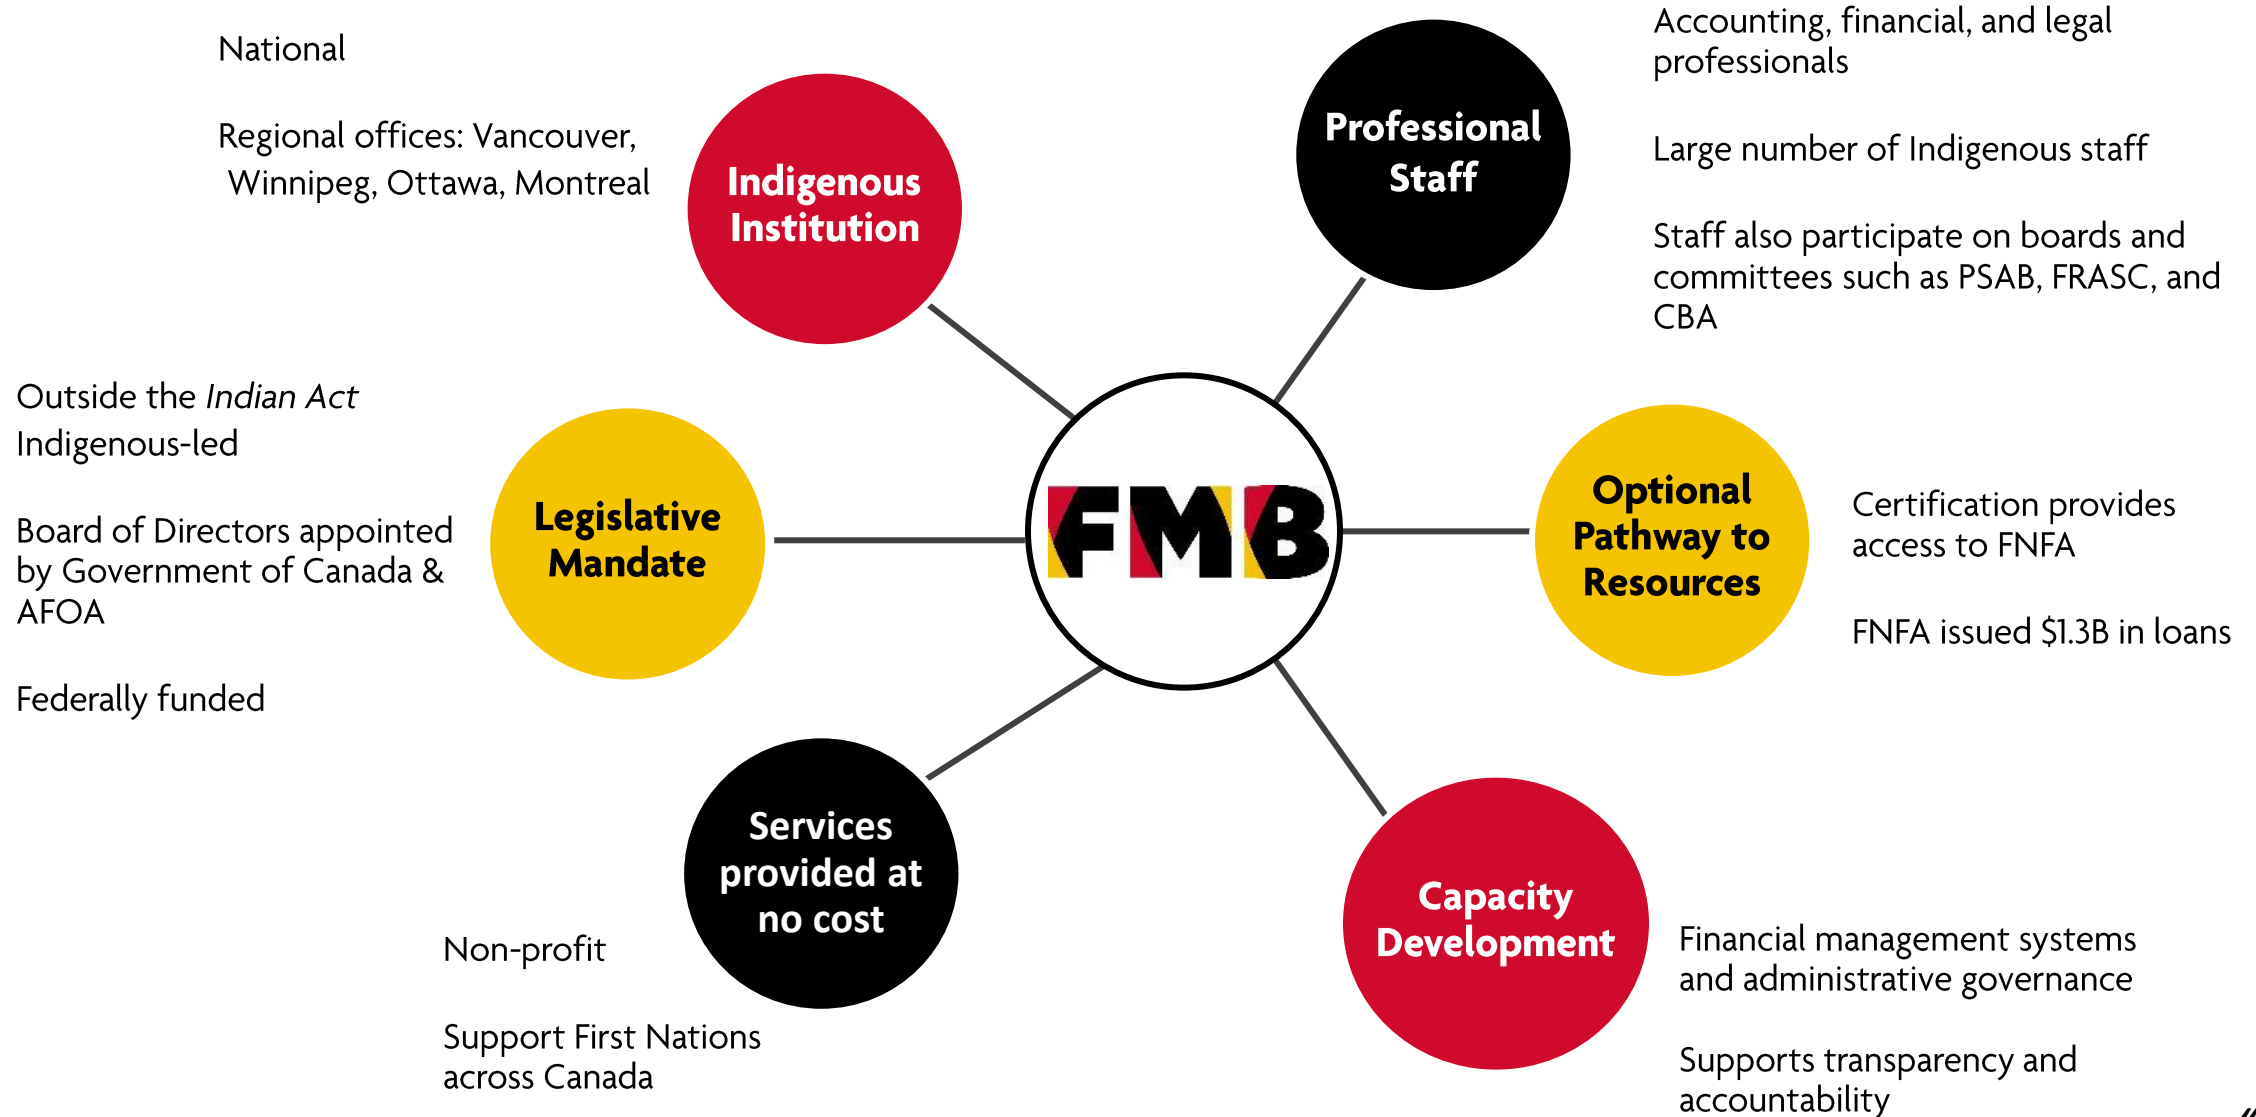 National
Regional offices: Vancouver,
Winnipeg, Ottawa, Montreal
Indigenous
Institution
Professional
Staff
Accounting, financial, and legal
professionals
Large number of Indigenous staff
Staff also participate on boards and
committees such as PSAB, FRASC, and
CBA
Outside the Indian Act
Indigenous-led
Board of Directors appointed
by Government of Canada &
AFOA
Federally funded
Legislative
Mandate
FMB
Optional
Pathway to
Resources
Certification provides
access to FNFA
FNFA issued $1.3B in loans
Services
provided at
no cost
Non-profit
Support First Nations
across Canada
Capacity
Development
Financial management systems
and administrative governance
Supports transparency and
accountability